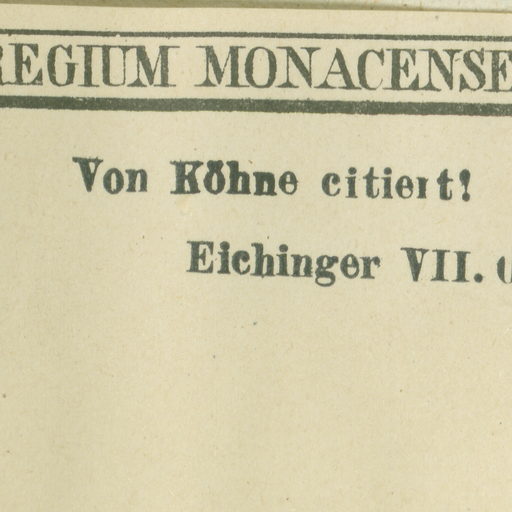 REGIUM MONACENSE
Von Köhne citiert!
Eichinger VII.